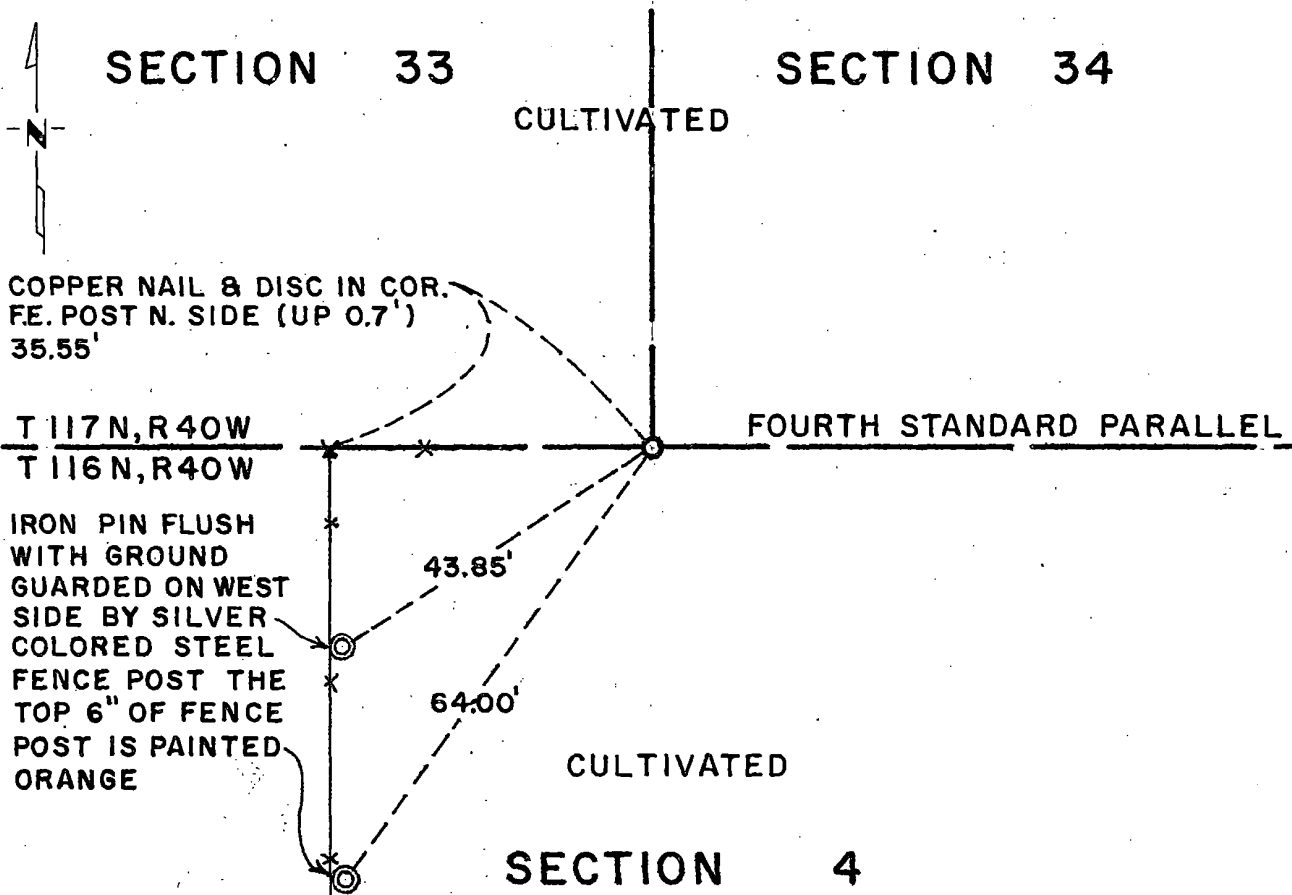 SECTION 33
SECTION 34
CULTIVATED
N
COPPER NAIL & DISC IN COR.
F.E. POST N. SIDE (UP 0.7')
35.55'
T 117 N, R 40 W
FOURTH STANDARD PARALLEL
T 116 N, R 40 W
IRON PIN FLUSH
WITH GROUND
GUARDED ON WEST
SIDE BY SILVER
COLORED STEEL
FENCE POST THE
TOP 6" OF FENCE
POST IS PAINTED
ORANGE
43.85'
64.00'
CULTIVATED
SECTION 4